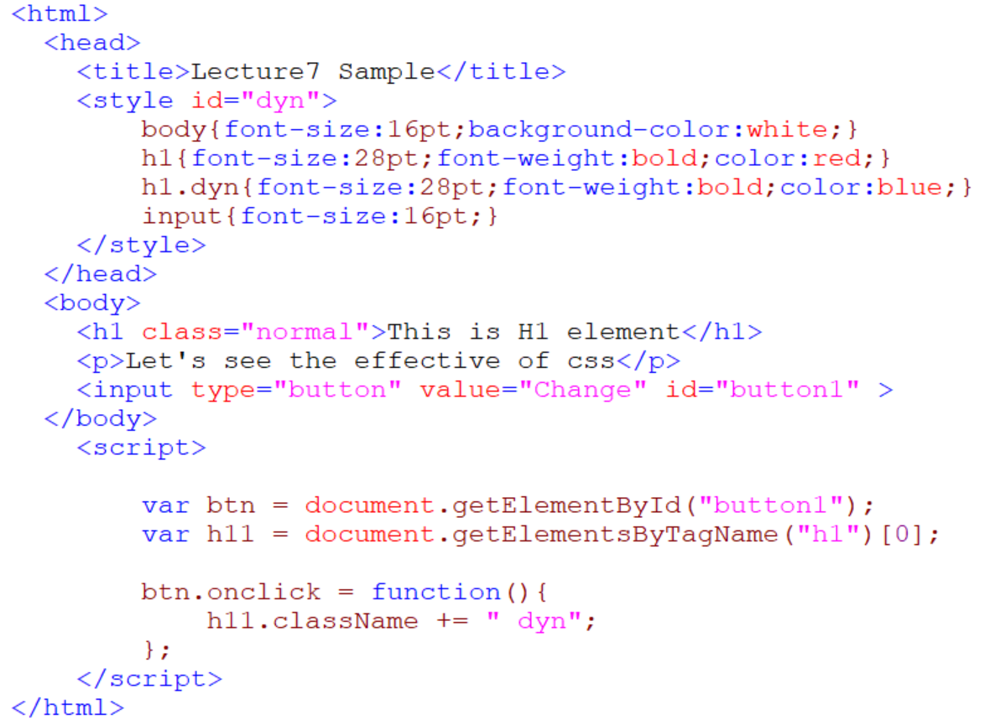 <html>
<head>
<title>Lecture7 Sample</title>
<style id="dyn">
body{font-size:16pt;background-color:white;}
h1{font-size:28pt;font-weight:bold;color:red;}
h1.dyn{font-size:28pt;font-weight:bold;color:blue;}
input{font-size:16pt;}
</style>
</head>
<body>
<h1 class="normal">This is H1 element</h1>
<p>Let's see the effective of css</p>
<input type="button" value="Change" id="button1" >
</body>
<script>
var btn = document.getElementById("button1");
var h11 = document.getElementsByTagName("h1")[0];
btn.onclick = function(){
h11.className += " dyn";
};
</script>
</html>